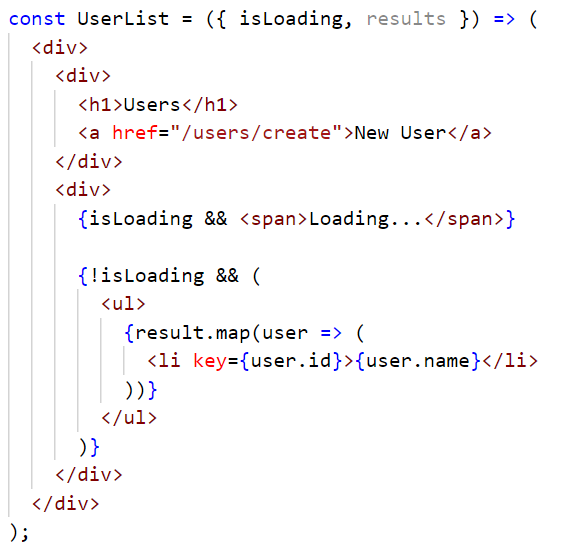 const UserList = ({ isLoading, results }) => (
  <div>
    <div>
      <h1>Users</h1>
      <a href="/users/create">New User</a>
    </div>
    <div>
      {isLoading && <span>Loading...</span>}

      {!isLoading && (
        <ul>
          {result.map(user => (
            <li key={user.id}>{user.name}</li>
          ))}
        </ul>
      )}
    </div>
  </div>
);